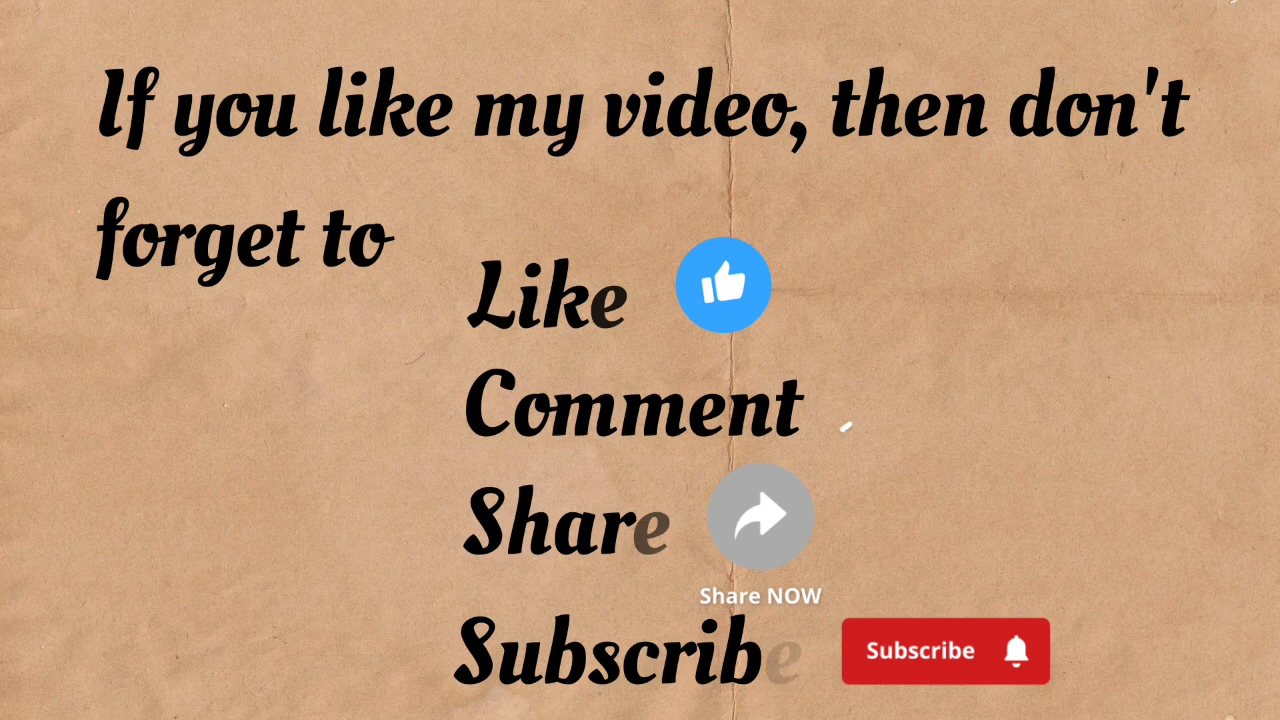 If you like my video, then don't
forget to
Like
Comment
Share
Share NOW
Subscribe
Subscribe